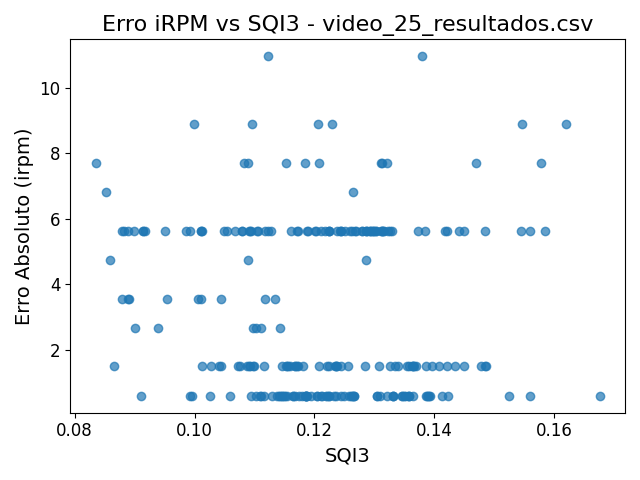 Erro iRPM vs SQI3 - video_25_resultados.csv
Erro Absoluto (irpm)
10
8
6
4
2
0.08 0.10 0.12 0.14 0.16
SQI3